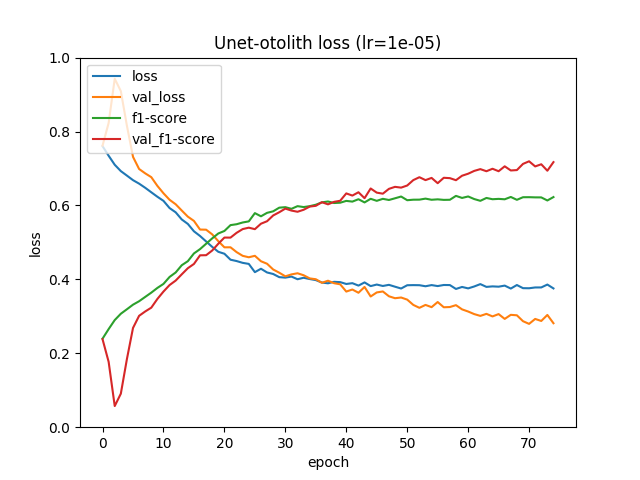 Unet-otolith loss (lr=1e-05)
loss
val_loss
f1-score
val_f1-score
1.0
0.8
0.6
0.4
0.2
0.0
loss
0 10 20 30 40 50 60 70
epoch